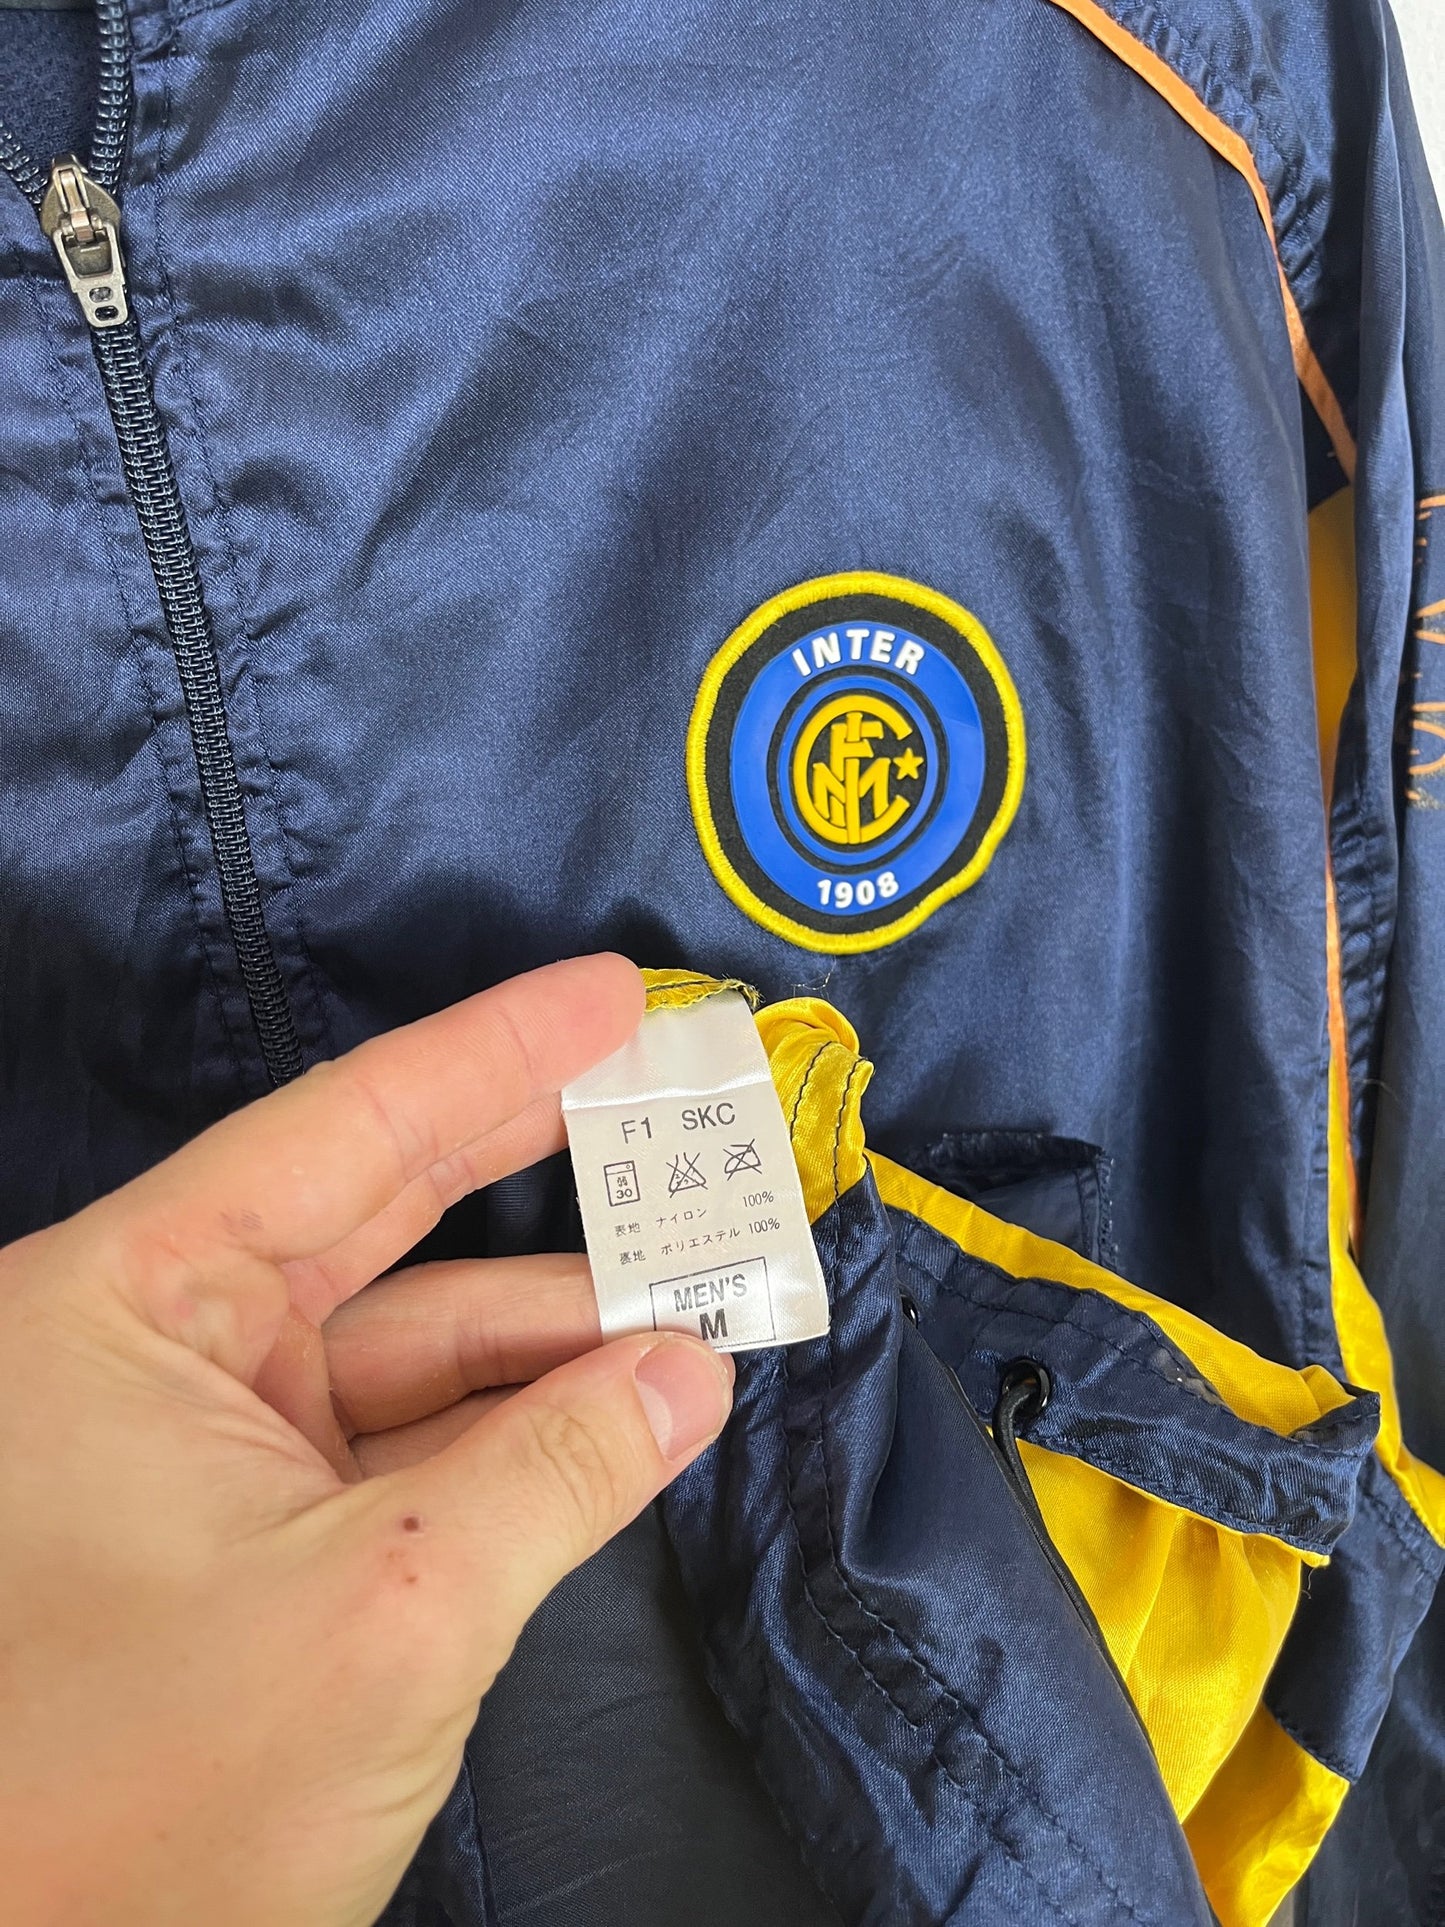 INTER
FCIM
1908
F1 SKC
30
表地 ナイロン 100%
裏地 ポリエステル 100%
MEN'S
M